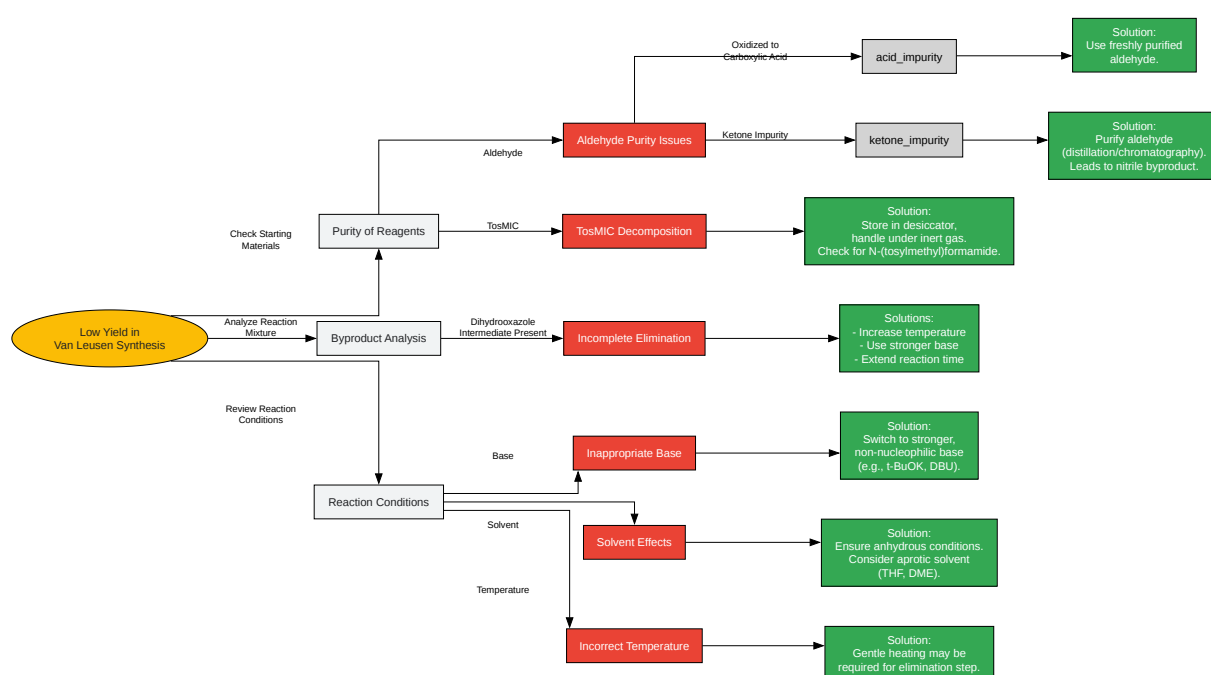 Low Yield in
Van Leusen Synthesis
Check Starting
Materials
Analyze Reaction
Mixture
Review Reaction
Conditions
Purity of Reagents
Byproduct Analysis
Reaction Conditions
Aldehyde
TosMIC
Dihydrooxazole
Intermediate Present
Base
Solvent
Temperature
Aldehyde Purity Issues
TosMIC Decomposition
Incomplete Elimination
Inappropriate Base
Solvent Effects
Incorrect Temperature
Oxidized to
Carboxylic Acid
Ketone Impurity
acid_impurity
ketone_impurity
Solution:
Use freshly purified
aldehyde.
Solution:
Purify aldehyde
(distillation/chromatography).
Leads to nitrile byproduct.
Solution:
Store in desiccator,
handle under inert gas.
Check for N-(tosylmethyl)formamide.
Solutions:
- Increase temperature
- Use stronger base
- Extend reaction time
Solution:
Switch to stronger,
non-nucleophilic base
(e.g., t-BuOK, DBU).
Solution:
Ensure anhydrous conditions.
Consider aprotic solvent
(THF, DME).
Solution:
Gentle heating may be
required for elimination step.